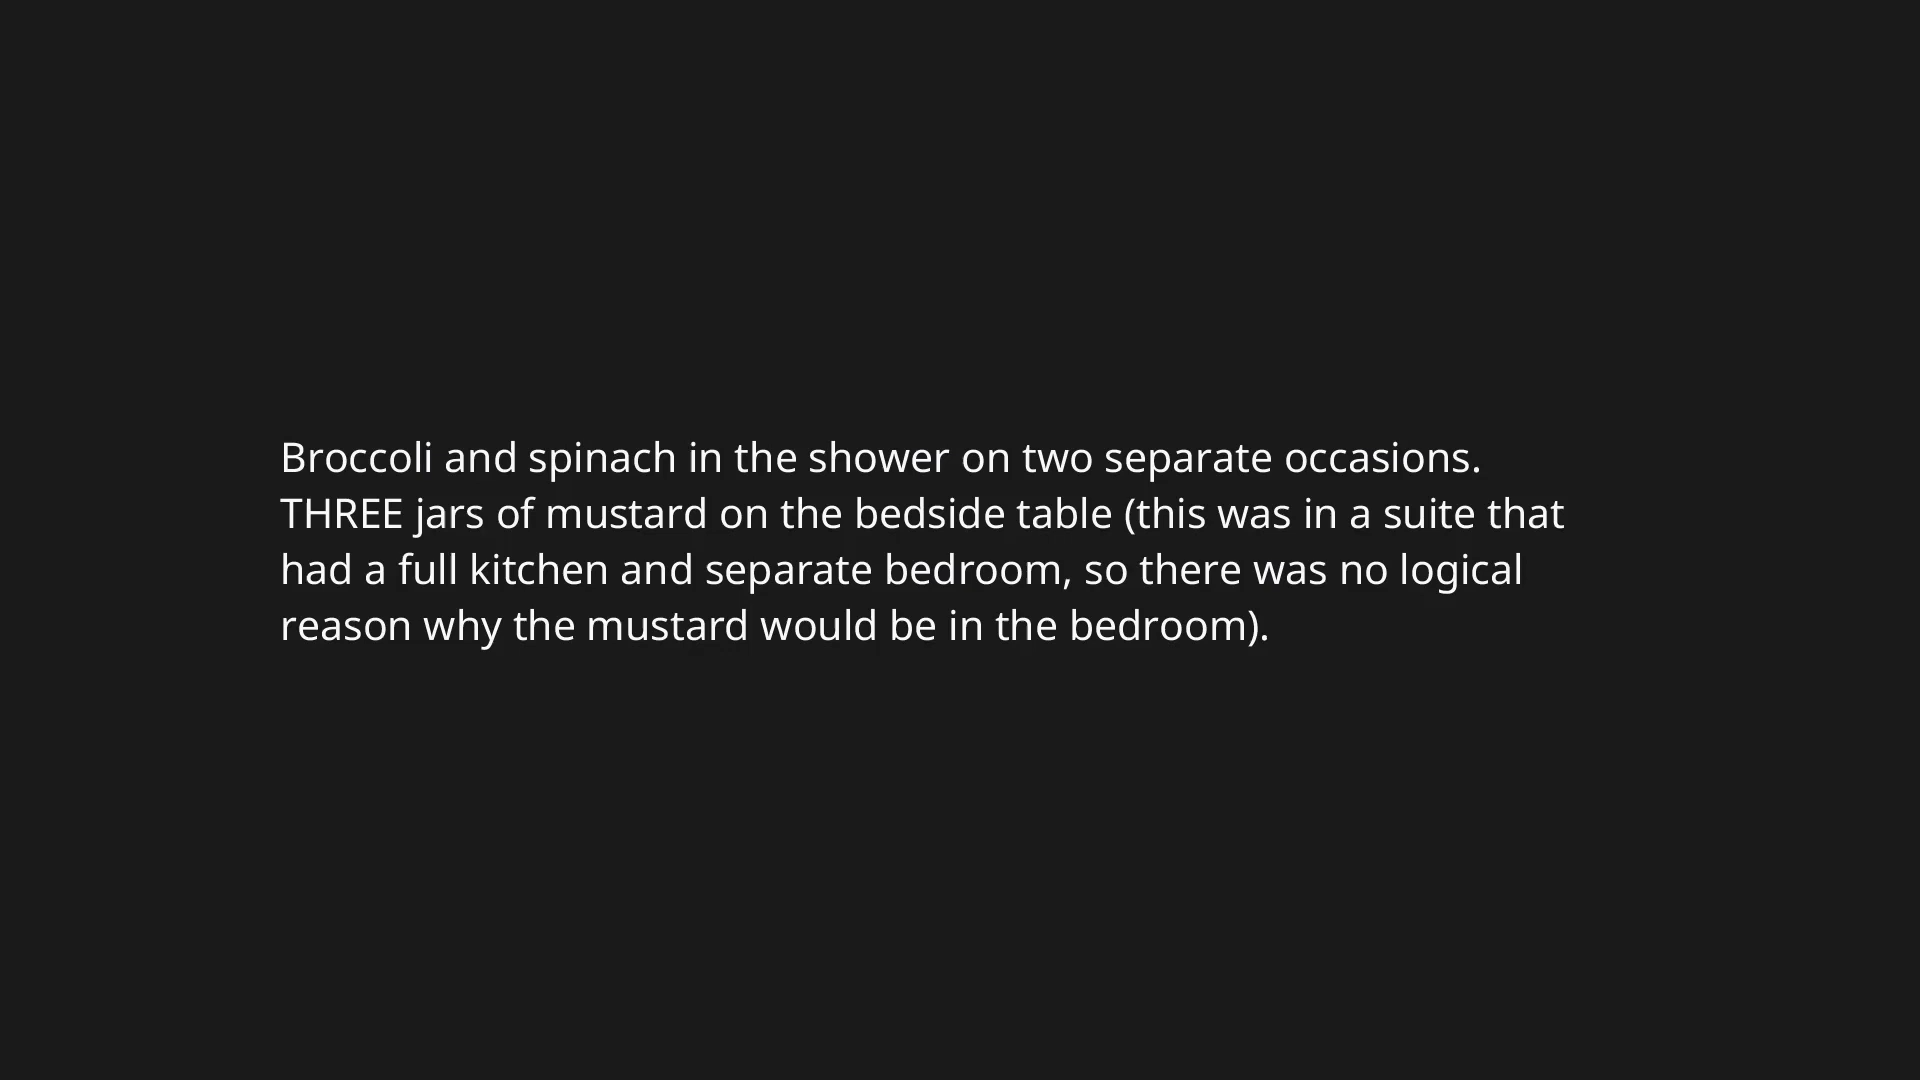 Broccoli and spinach in the shower on two separate occasions.
THREE jars of mustard on the bedside table (this was in a suite that
had a full kitchen and separate bedroom, so there was no logical
reason why the mustard would be in the bedroom).